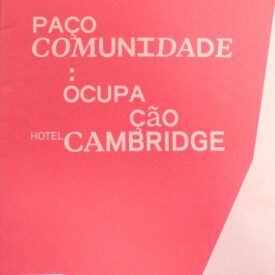 PAÇO
COMUNIDADE
:
OCUPA
ÇÃO
HOTEL CAMBRIDGE